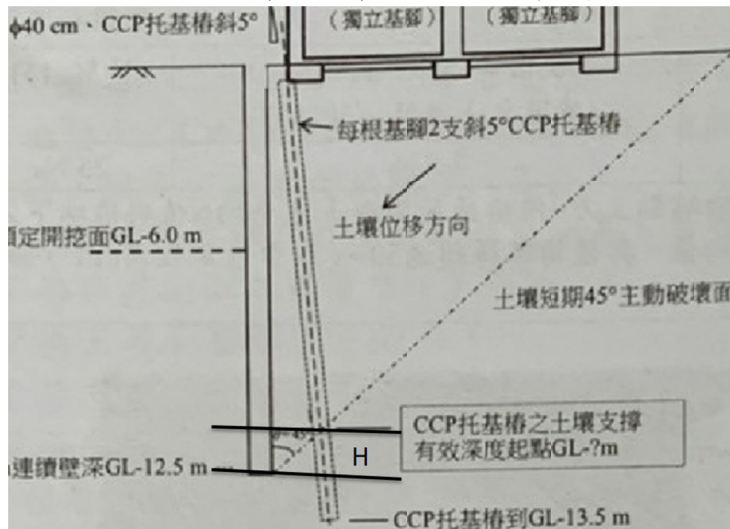 ϕ40 cm、CCP托基樁斜5°
（獨立基腳）
（獨立基腳）
每根基腳2支斜5°CCP托基樁
土壤位移方向
預定開挖面GL-6.0 m
土壤短期45°主動破壞面
45°
CCP托基樁之土壤支撐
有效深度起點GL-?m
H
連續壁深GL-12.5 m
CCP托基樁到GL-13.5 m